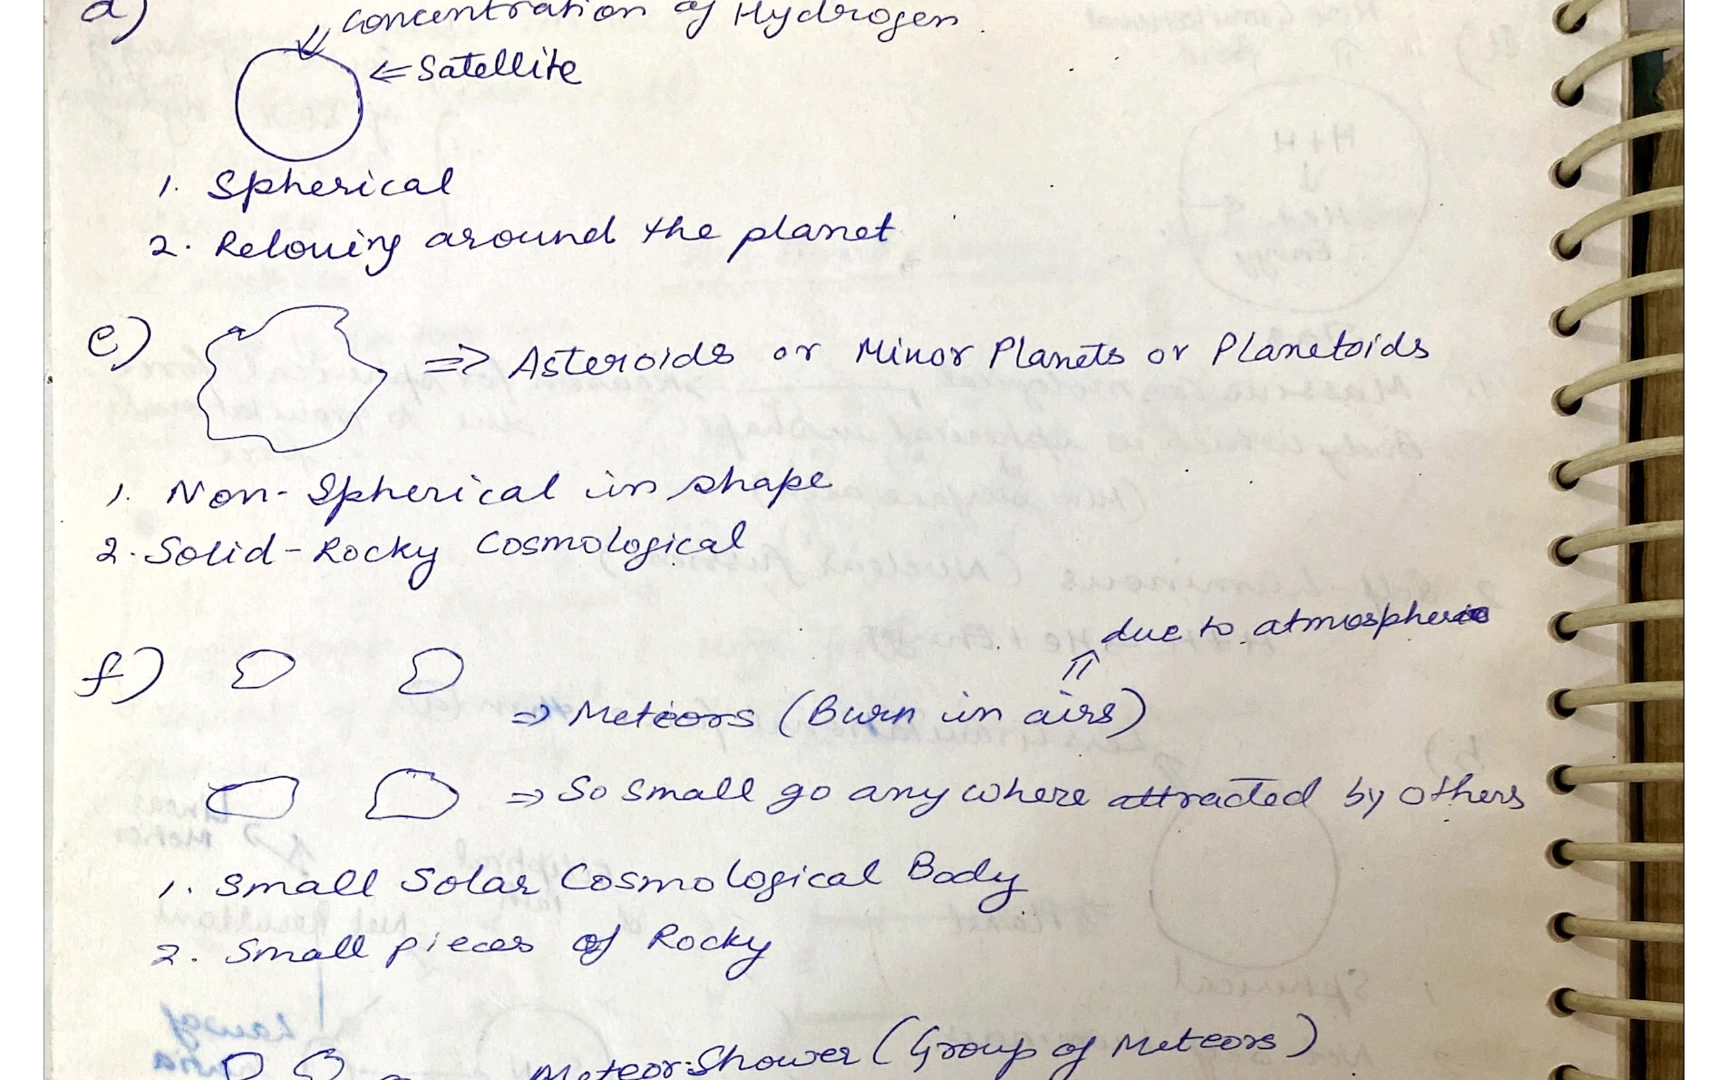 d) Concentration of Hydrogen
⇐ Satellite
1. Spherical
2. Reloving around the planet
e) ⇒ Asteroids or Minor Planets or Planetoids
1. Non-Spherical in shape
2. Solid-Rocky Cosmological
due to atmosphere
f) ⇒ Meteors (Burn in airs)
⇒ So small go any where attracted by others
1. Small Solar Cosmological Body
2. Small pieces of Rocky
Meteor-Shower (Group of Meteors)